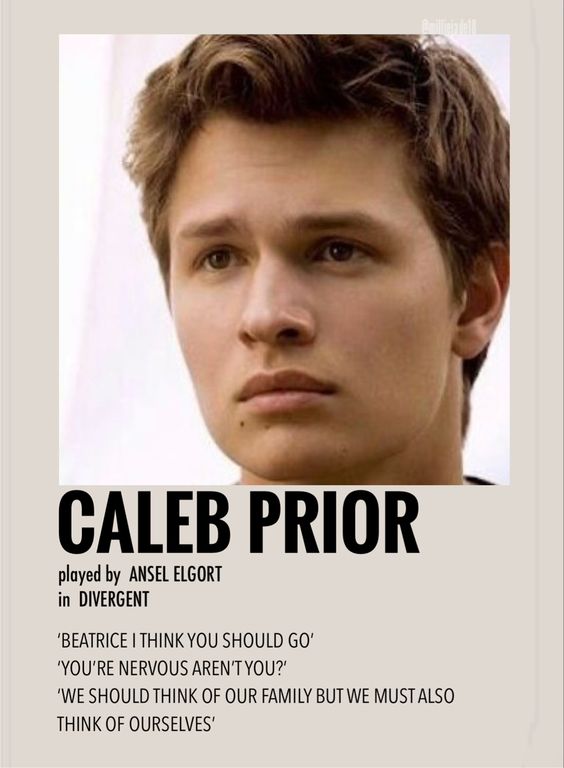 CALEB PRIOR
played by ANSEL ELGORT
in DIVERGENT
'BEATRICE I THINK YOU SHOULD GO'
'YOU'RE NERVOUS AREN'T YOU?'
'WE SHOULD THINK OF OUR FAMILY BUT WE MUST ALSO
THINK OF OURSELVES'